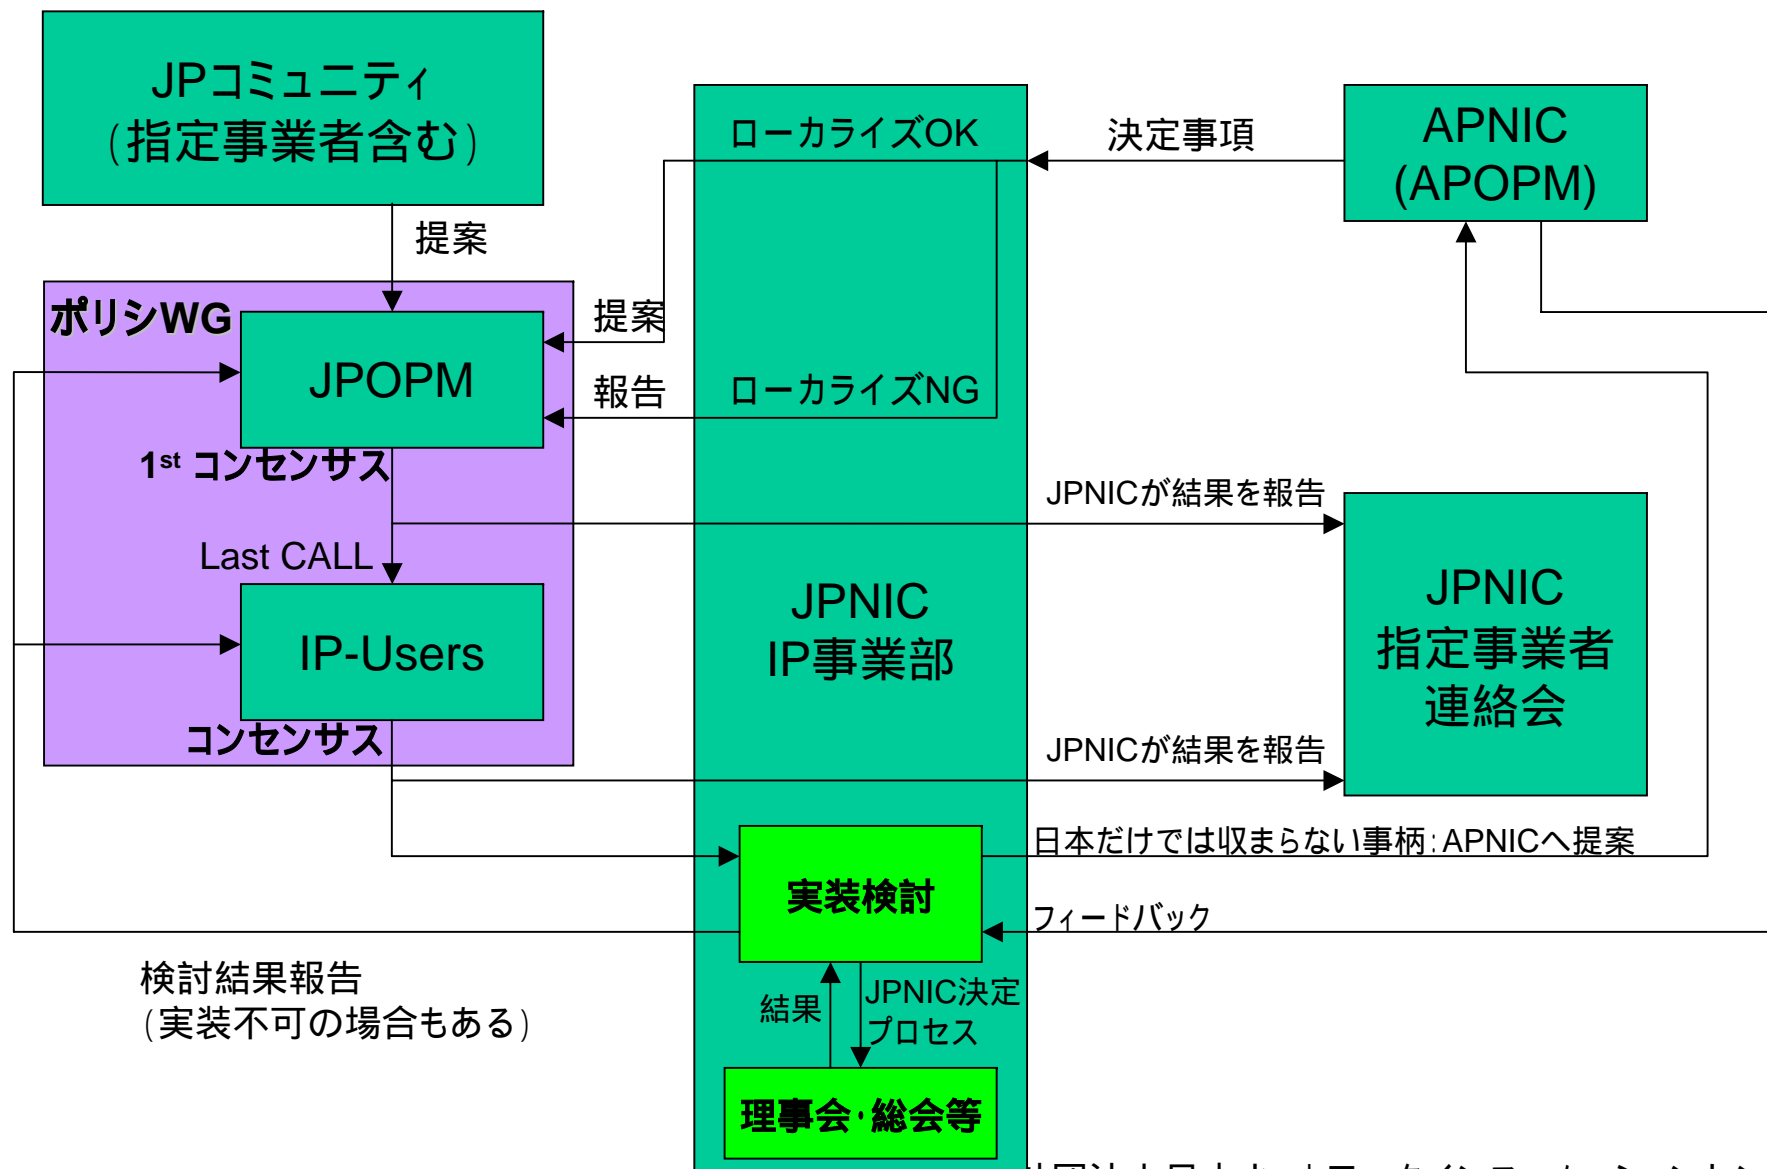 JPコミュニティ
(指定事業者含む)
提案
ポリシWG
JPOPM
1st コンセンサス
Last CALL
IP-Users
コンセンサス
提案
報告
検討結果報告
(実装不可の場合もある)
ローカライズOK
ローカライズNG
JPNIC
IP事業部
実装検討
結果
JPNIC決定
プロセス
理事会・総会等
決定事項
APNIC
(APOPM)
JPNICが結果を報告
JPNIC
指定事業者
連絡会
JPNICが結果を報告
日本だけでは収まらない事柄:APNICへ提案
フィードバック